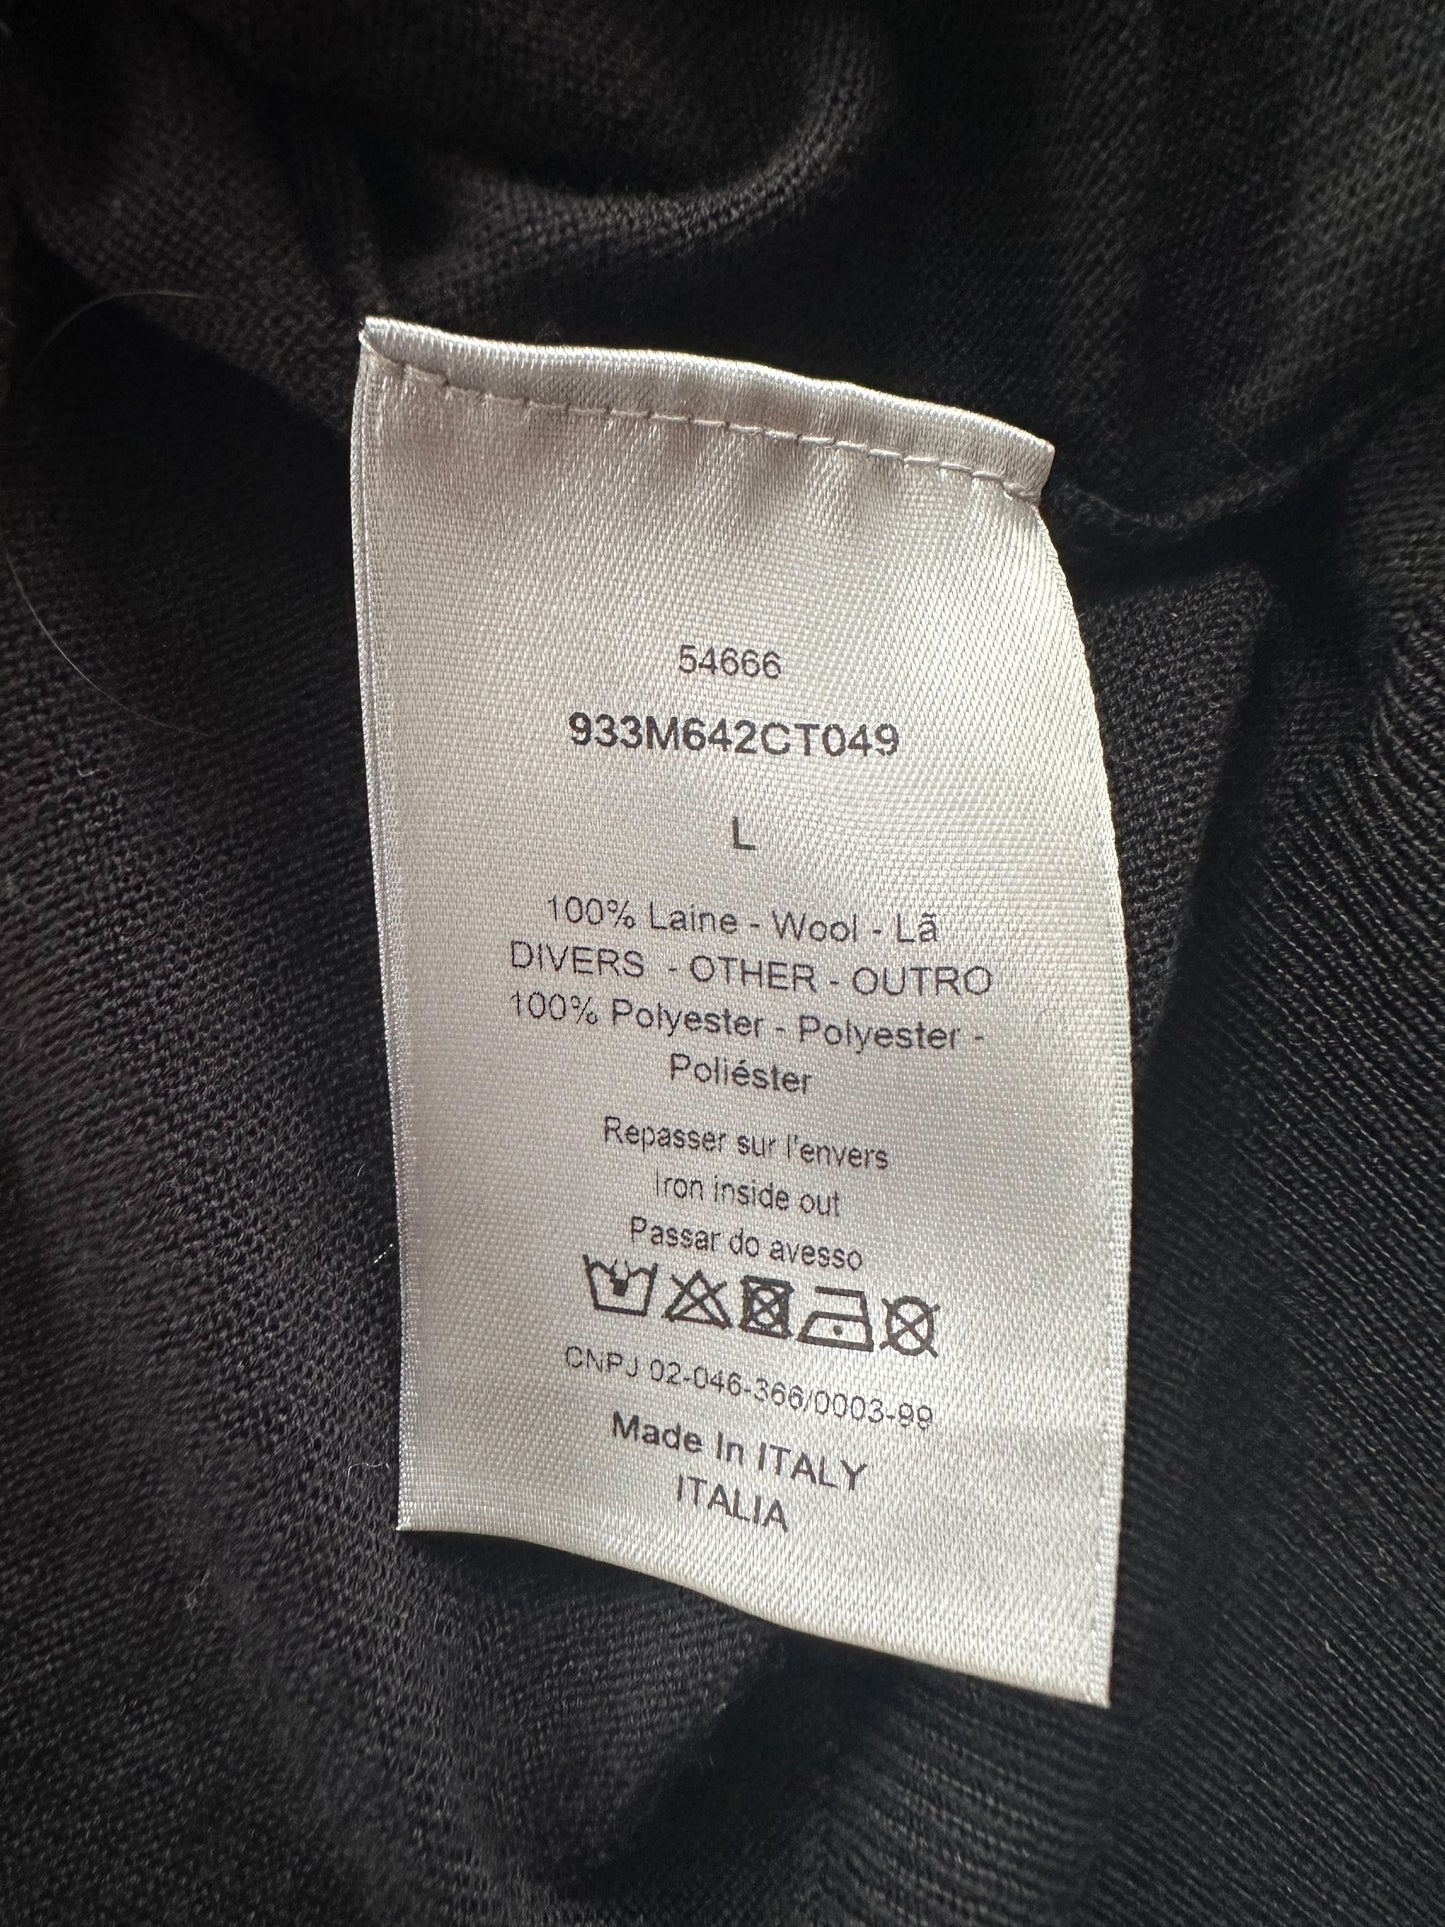 54666
933M642CT049
L
100% Laine - Wool - Lã
DIVERS - OTHER - OUTRO
100% Polyester - Polyester -
Poliéster
Repasser sur l'envers
Iron inside out
Passar do avesso
CNPJ 02-046-366/0003-99
Made In ITALY
ITALIA